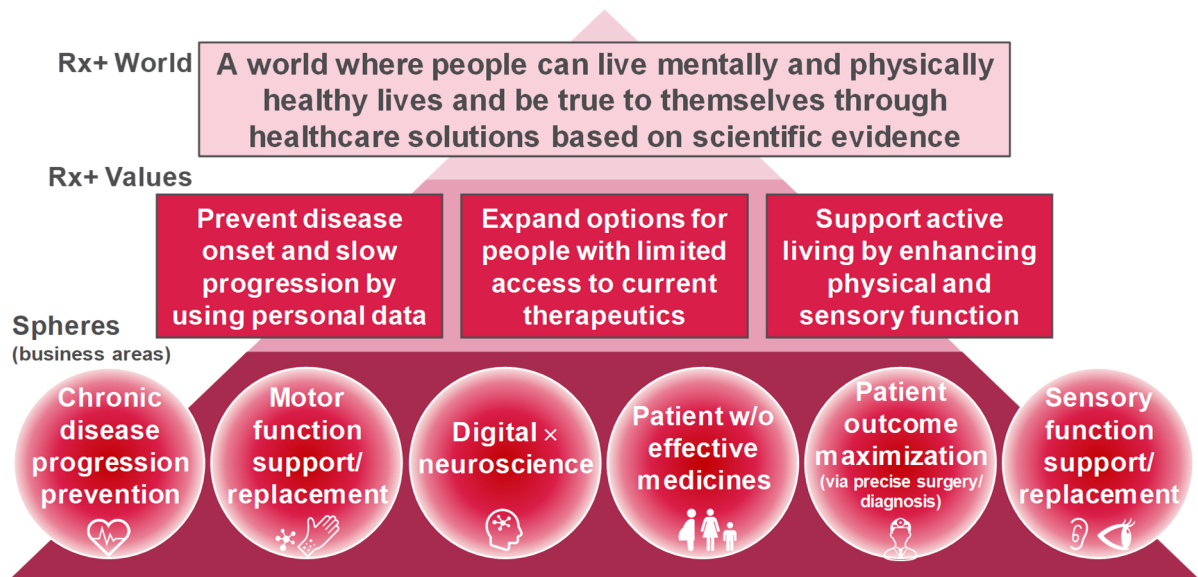 Rx+ World
A world where people can live mentally and physically
healthy lives and be true to themselves through
healthcare solutions based on scientific evidence
Rx+ Values
Prevent disease
onset and slow
progression by
using personal data
Expand options for
people with limited
access to current
therapeutics
Support active
living by enhancing
physical and
sensory function
Spheres
(business areas)
Chronic
disease
progression
prevention
Motor
function
support/
replacement
Digital ×
neuroscience
Patient w/o
effective
medicines
Patient
outcome
maximization
(via precise surgery/
diagnosis)
Sensory
function
support/
replacement